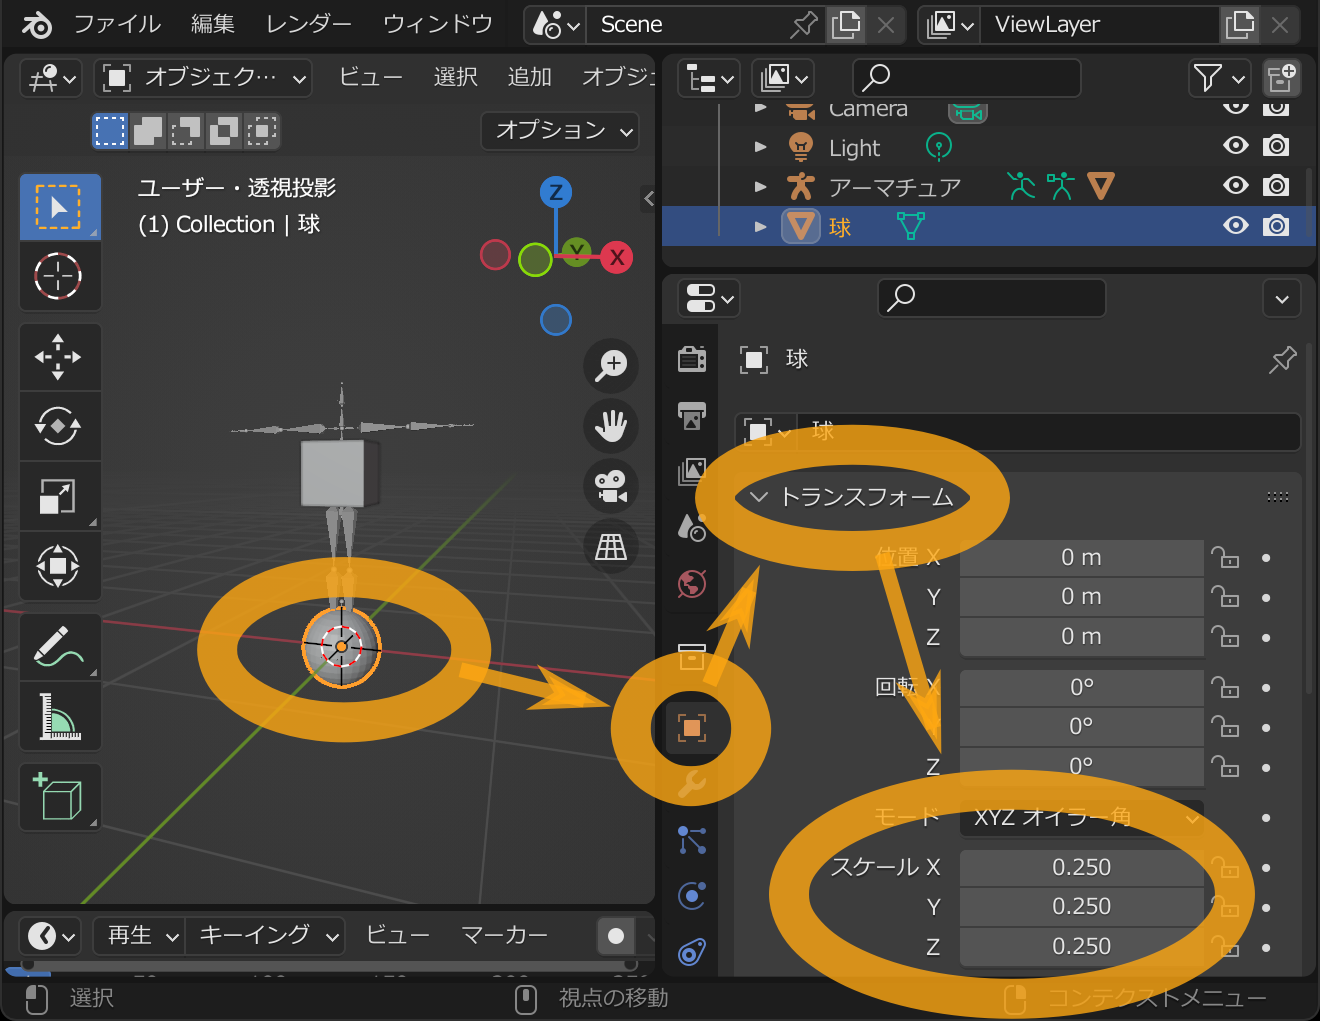 ファイル 編集 レンダー ウィンドウ Scene ViewLayer
オブジェク… ビュー 選択 追加 オブジェ
オプション
ユーザー・透視投影
(1) Collection | 球
Z
Y
X
Camera
Light
アーマチュア
球
球
球
トランスフォーム
位置 X 0 m
Y 0 m
Z 0 m
回転 X 0°
0°
Z 0°
モード XYZ オイラー角
スケール X 0.250
Y 0.250
Z 0.250
再生 キーイング ビュー マーカー
選択 視点の移動 コンテクストメニュー